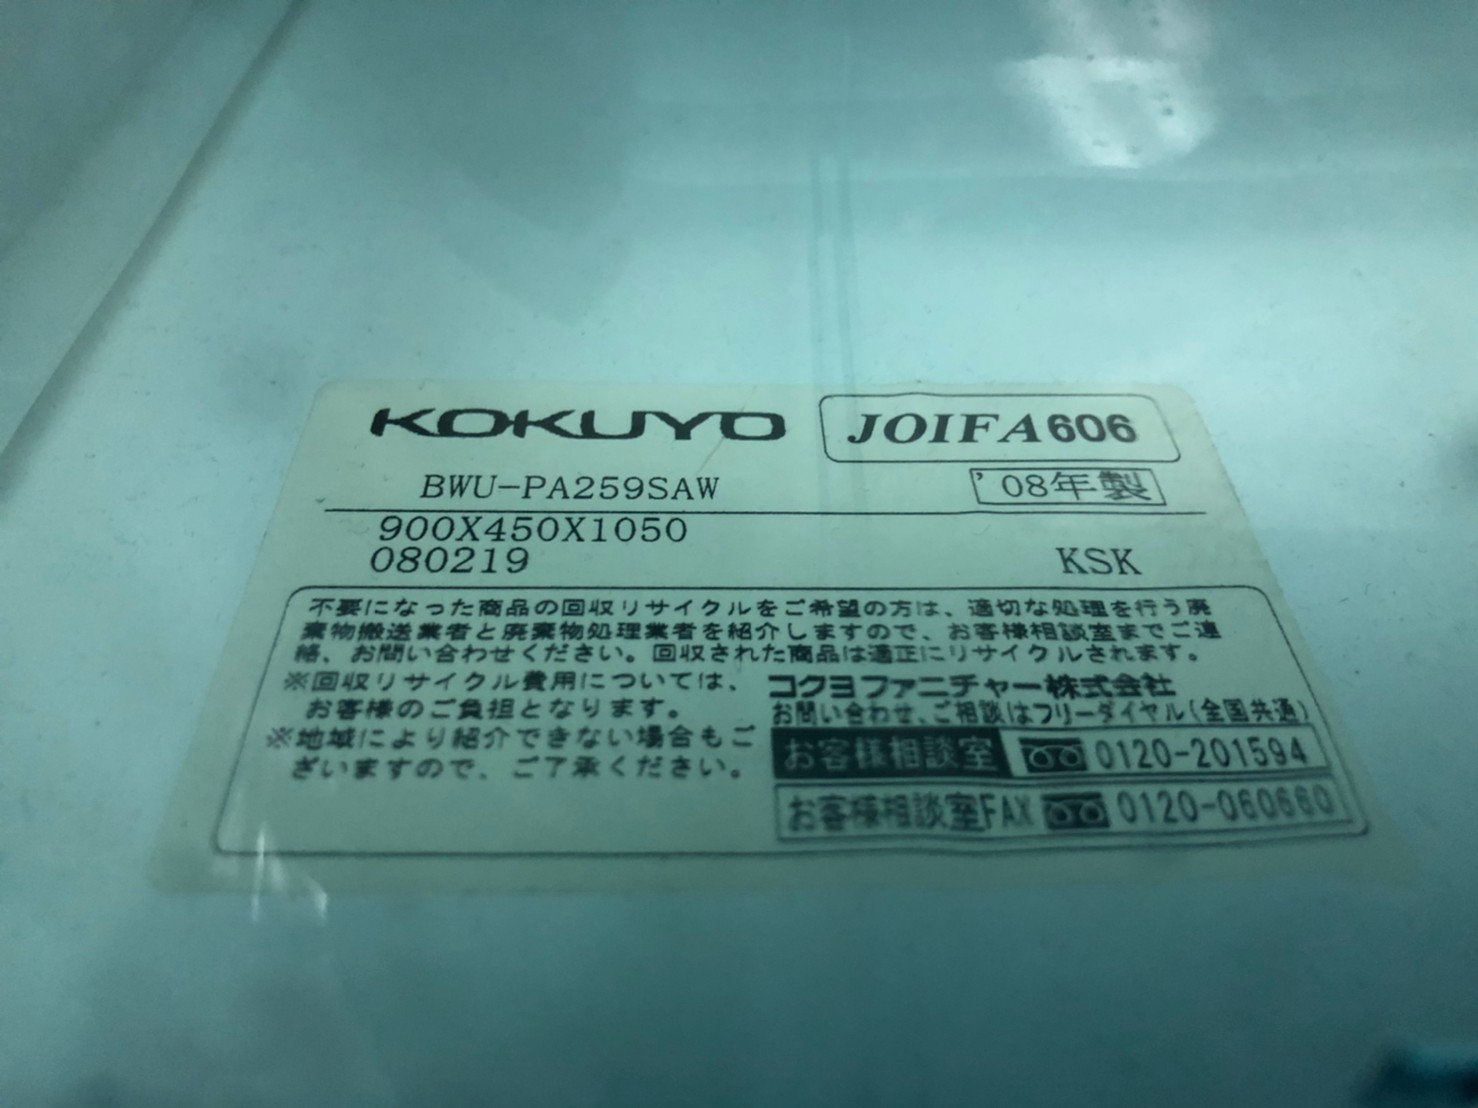 KOKUYO JOIFA606
BWU-PA259SAW '08年製
900X450X1050
080219 KSK
不要になった商品の回収リサイクルをご希望の方は、適切な処理を行う廃
棄物搬送業者と廃棄物処理業者を紹介しますので、お客様相談室までご連
絡、お問い合わせください。回収された商品は適正にリサイクルされます。
※回収リサイクル費用については、
お客様のご負担となります。
※地域により紹介できない場合もご
ざいますので、ご了承ください。
コクヨファニチャー株式会社
お問い合わせ、ご相談はフリーダイヤル(全国共通)
お客様相談室 0120-201594
お客様相談室FAX 0120-060660